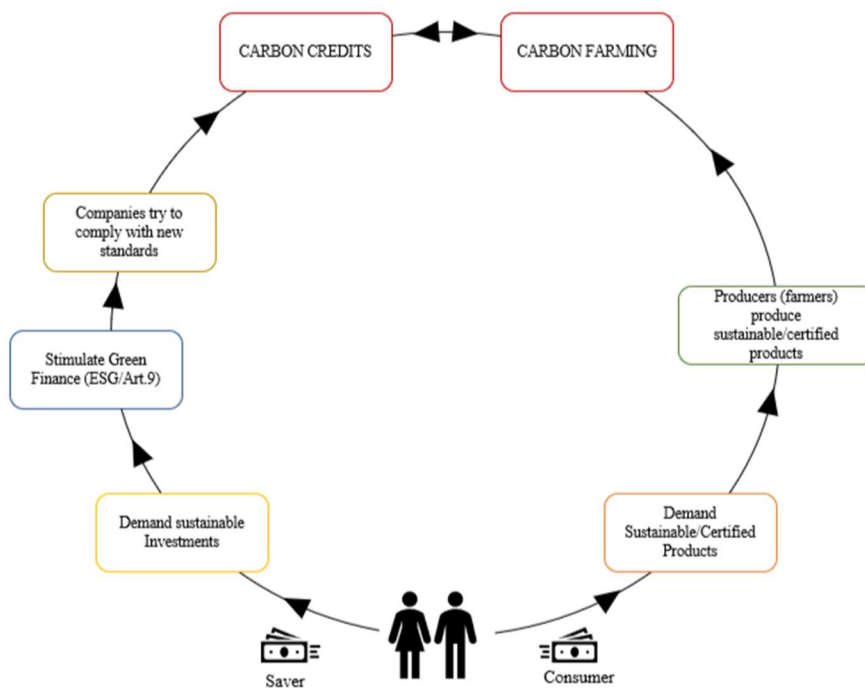 CARBON CREDITS
CARBON FARMING
Companies try to
comply with new
standards
Producers (farmers)
produce
sustainable/certified
products
Stimulate Green
Finance (ESG/Art.9)
Demand sustainable
Investments
Demand
Sustainable/Certified
Products
Saver
Consumer